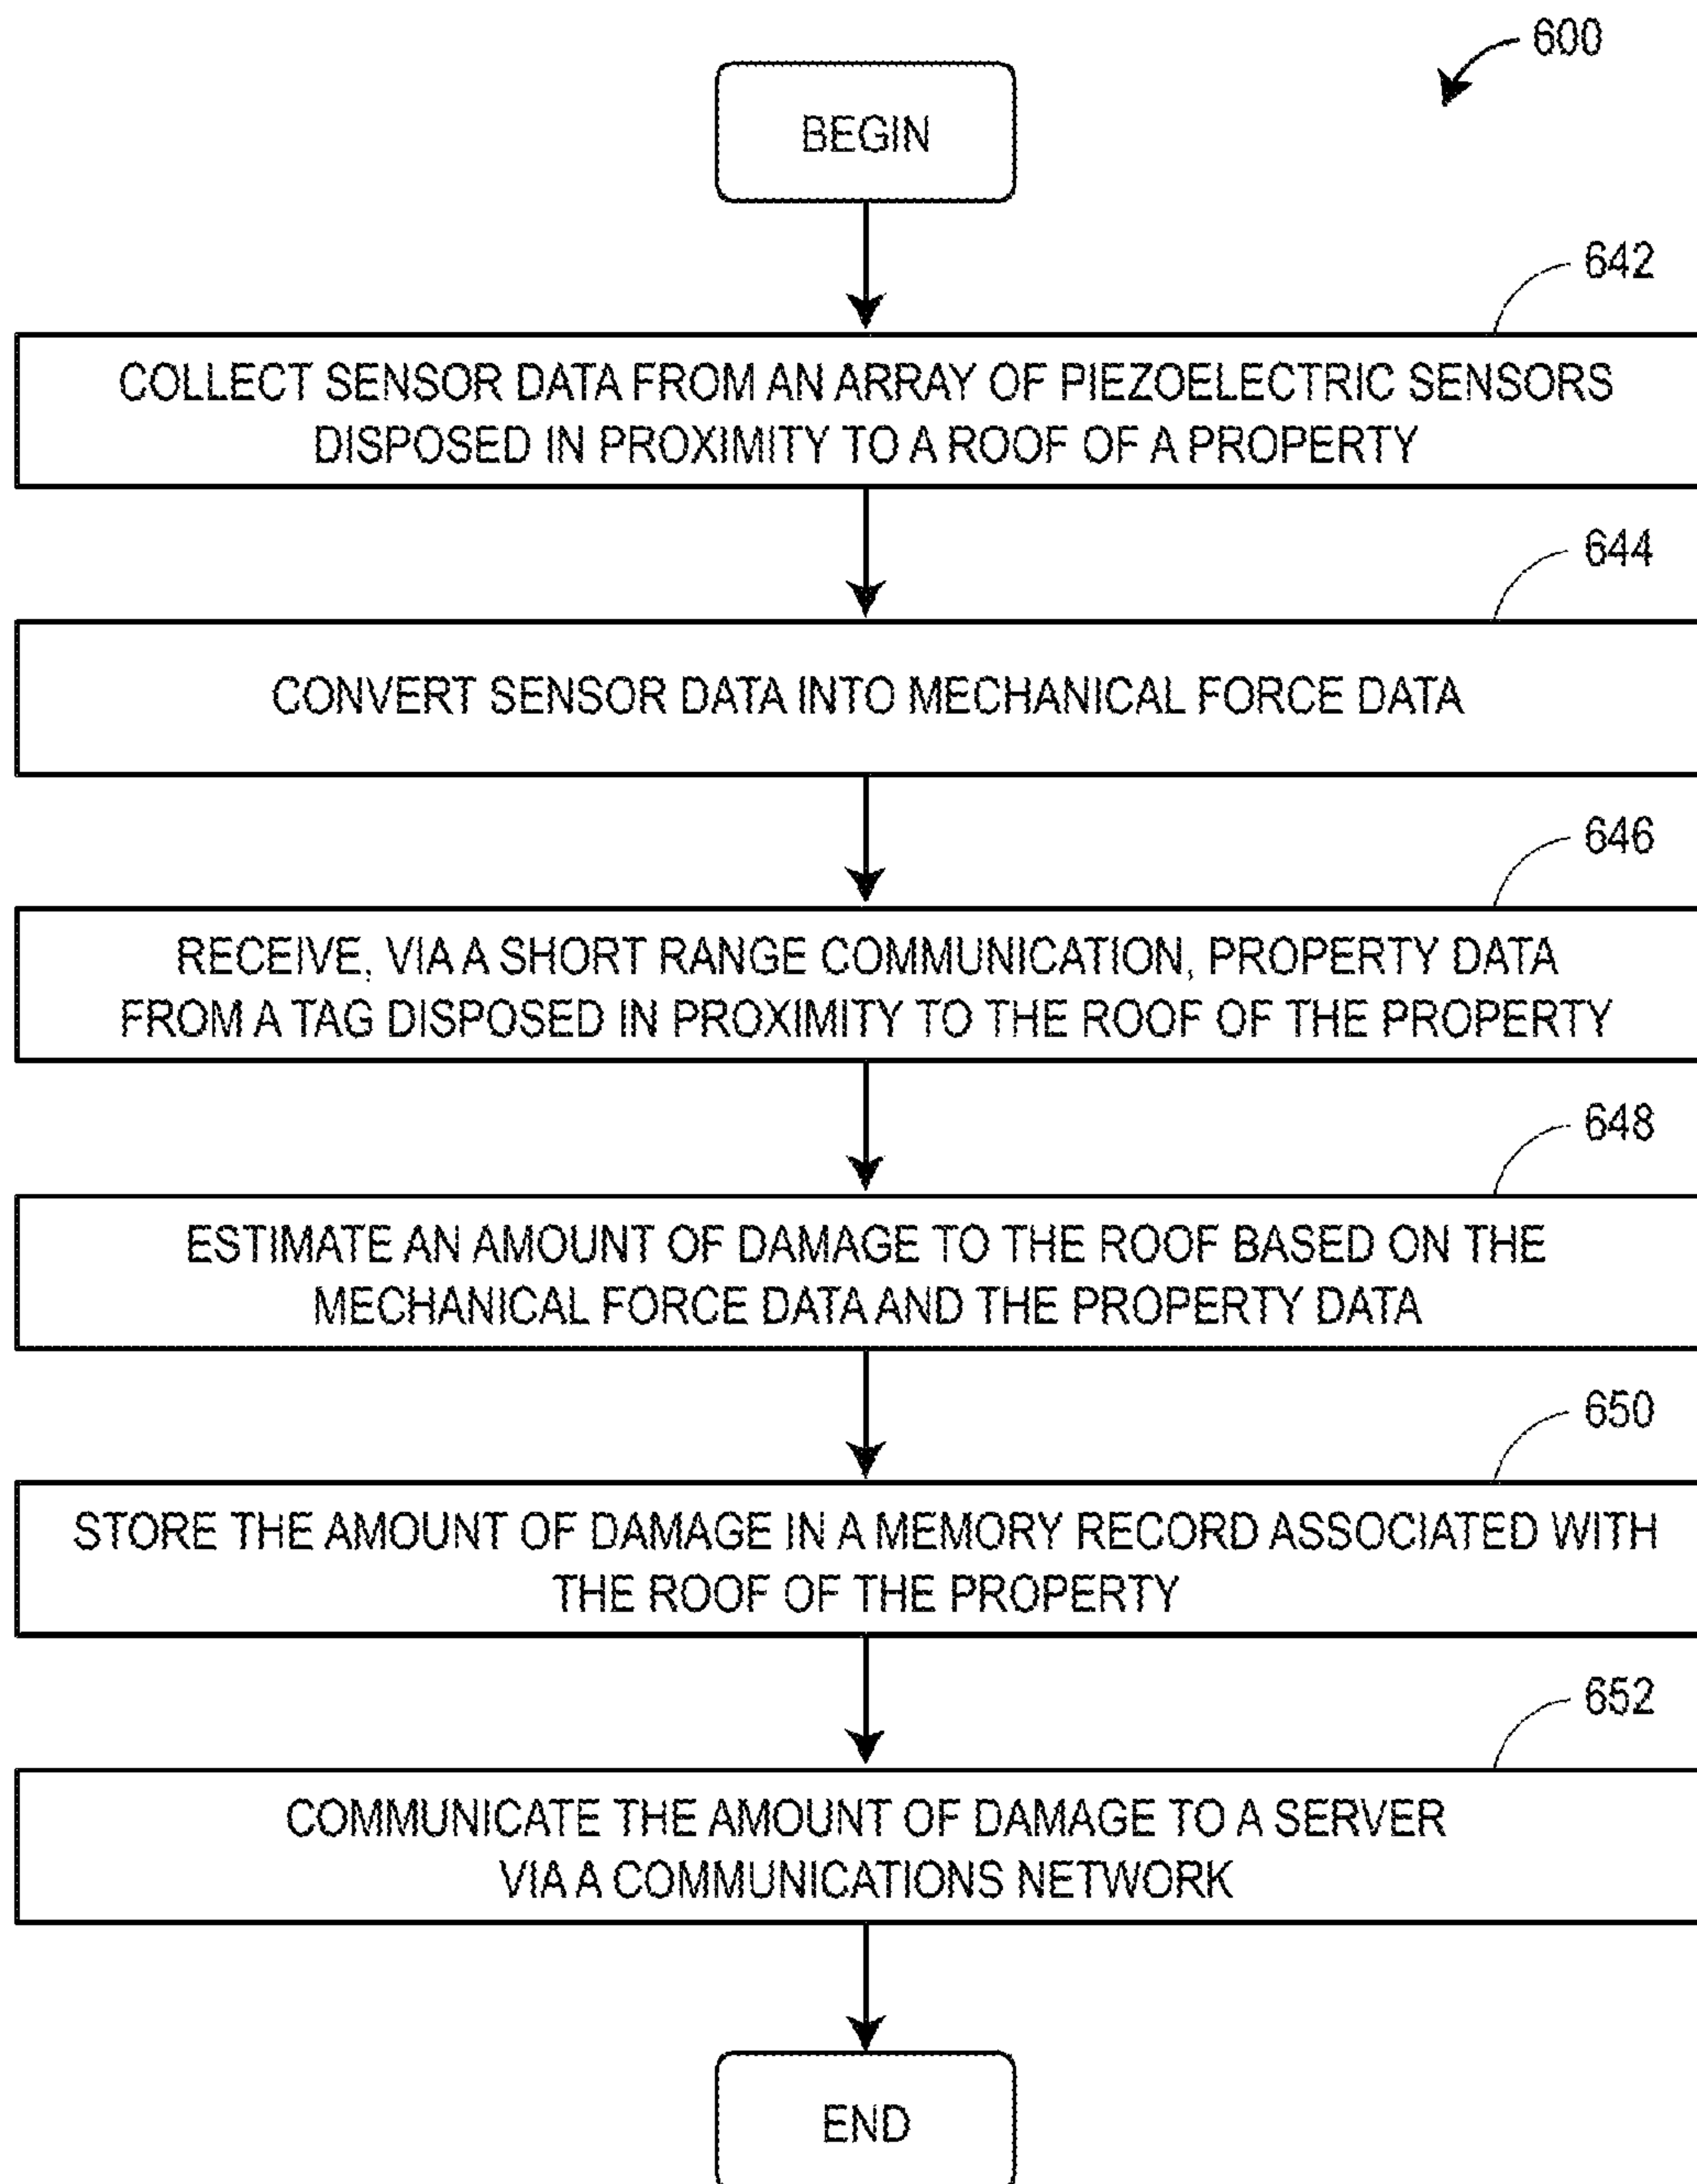 600
BEGIN
642
COLLECT SENSOR DATA FROM AN ARRAY OF PIEZOELECTRIC SENSORS
DISPOSED IN PROXIMITY TO A ROOF OF A PROPERTY
644
CONVERT SENSOR DATA INTO MECHANICAL FORCE DATA
646
RECEIVE, VIA A SHORT RANGE COMMUNICATION, PROPERTY DATA
FROM A TAG DISPOSED IN PROXIMITY TO THE ROOF OF THE PROPERTY
648
ESTIMATE AN AMOUNT OF DAMAGE TO THE ROOF BASED ON THE
MECHANICAL FORCE DATA AND THE PROPERTY DATA
650
STORE THE AMOUNT OF DAMAGE IN A MEMORY RECORD ASSOCIATED WITH
THE ROOF OF THE PROPERTY
652
COMMUNICATE THE AMOUNT OF DAMAGE TO A SERVER
VIA A COMMUNICATIONS NETWORK
END